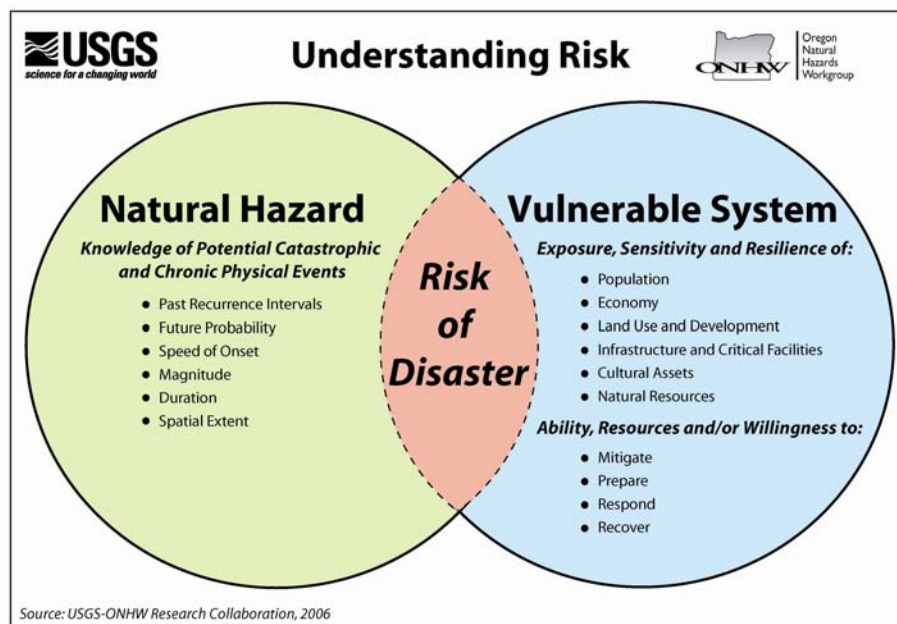 USGS
science for a changing world
Understanding Risk
ONHW
Oregon
Natural
Hazards
Workgroup
Natural Hazard
Knowledge of Potential Catastrophic
and Chronic Physical Events
● Past Recurrence Intervals
● Future Probability
● Speed of Onset
● Magnitude
● Duration
● Spatial Extent
Risk
of
Disaster
Vulnerable System
Exposure, Sensitivity and Resilience of:
● Population
● Economy
● Land Use and Development
● Infrastructure and Critical Facilities
● Cultural Assets
● Natural Resources
Ability, Resources and/or Willingness to:
● Mitigate
● Prepare
● Respond
● Recover
Source: USGS-ONHW Research Collaboration, 2006